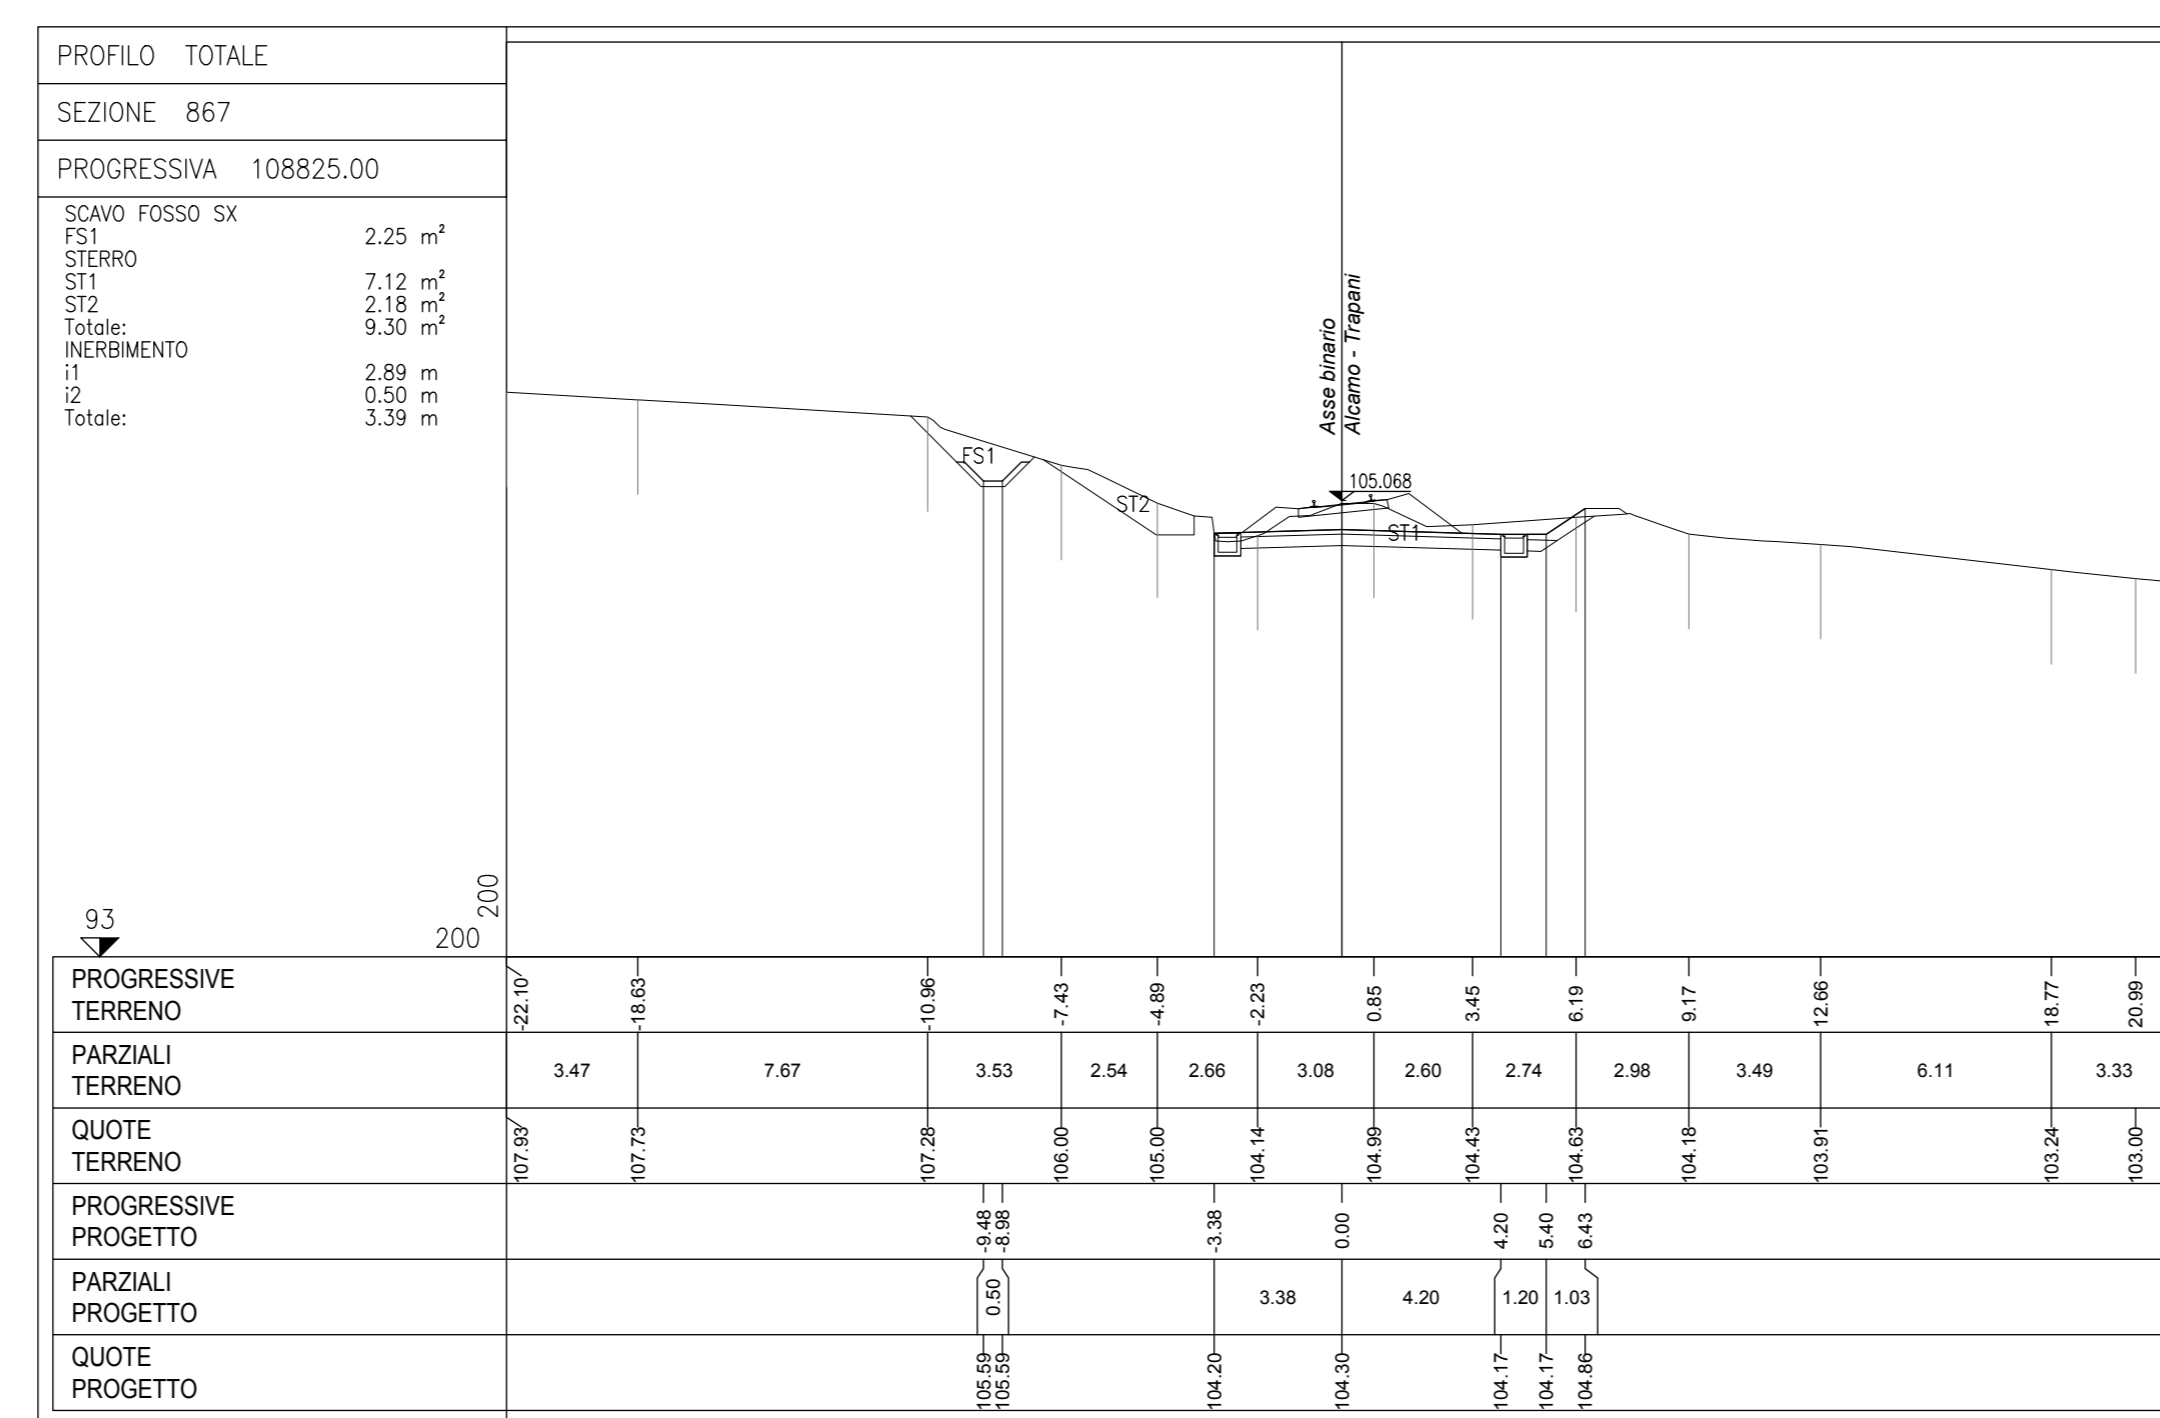 PROFILO TOTALE
SEZIONE 867
PROGRESSIVA 108825.00
SCAVO FOSSO SX
FS1 2.25 m²
STERRO
ST1 7.12 m²
ST2 2.18 m²
Totale: 9.30 m²
INERBIMENTO
i1 2.89 m
i2 0.50 m
Totale: 3.39 m
Asse binario
Alcamo - Trapani
105.068
FS1
ST2
ST1
93
200
200
PROGRESSIVE
TERRENO
-22.10 -18.63 -10.96 -7.43 -4.89 -2.23 0.85 3.45 6.19 9.17 12.66 18.77 20.99
PARZIALI
TERRENO
3.47 7.67 3.53 2.54 2.66 3.08 2.60 2.74 2.98 3.49 6.11 3.33
QUOTE
TERRENO
107.93 107.73 107.28 106.00 105.00 104.14 104.99 104.43 104.63 104.18 103.91 103.24 103.00
PROGRESSIVE
PROGETTO
-9.48 -8.98 -3.38 0.00 4.20 5.40 6.43
PARZIALI
PROGETTO
0.50 3.38 4.20 1.20 1.03
QUOTE
PROGETTO
105.59 105.59 104.20 104.30 104.17 104.17 104.86